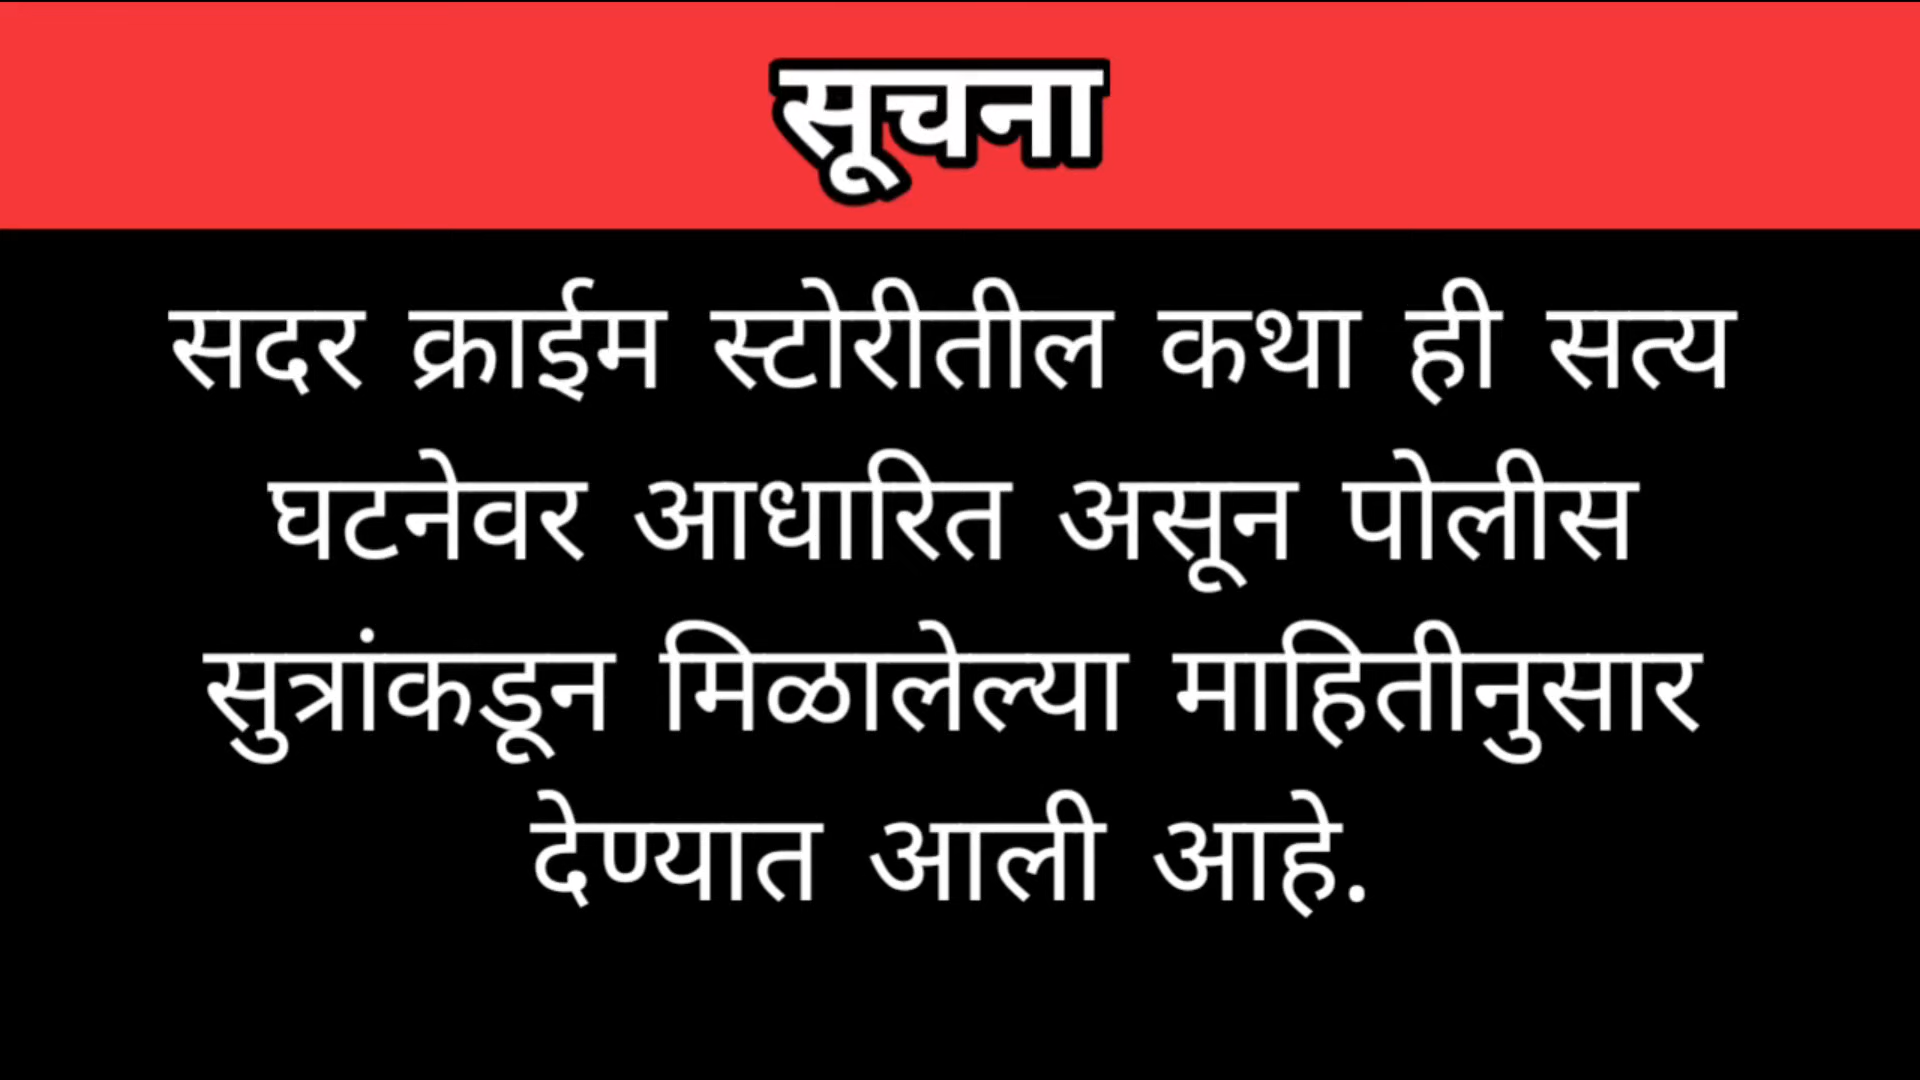 सूचना
सदर क्राईम स्टोरीतील कथा ही सत्य
घटनेवर आधारित असून पोलीस
सुत्रांकडून मिळालेल्या माहितीनुसार
देण्यात आली आहे.